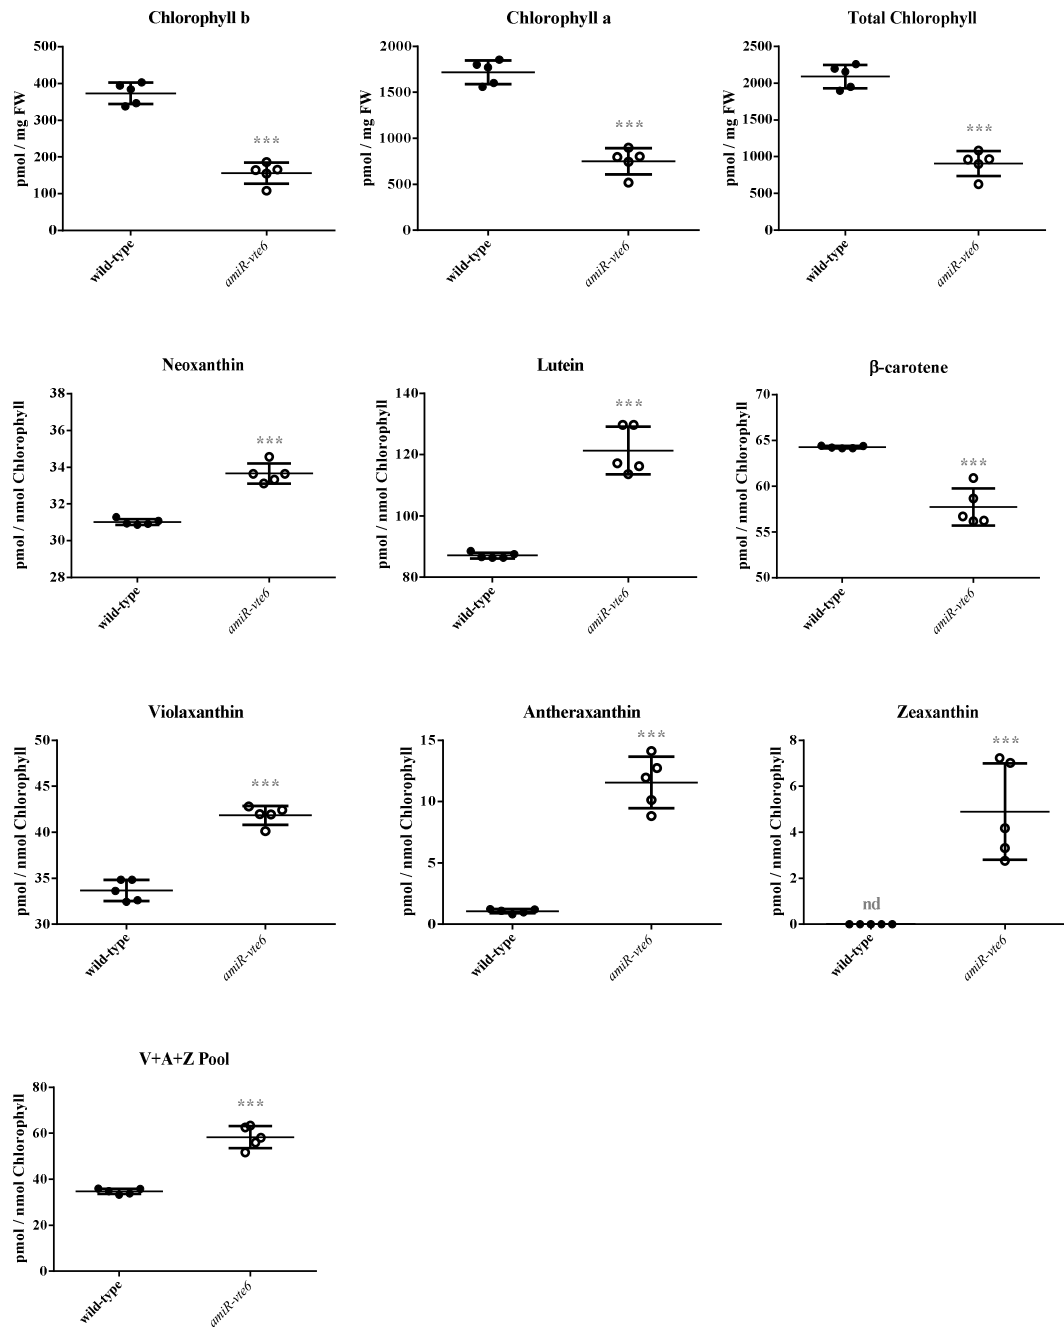 Chlorophyll b
Chlorophyll a
Total Chlorophyll
pmol / mg FW
500
400
300
200
100
0
***
wild-type
amiR-vte6
pmol / mg FW
2000
1500
1000
500
0
***
wild-type
amiR-vte6
pmol / mg FW
2500
2000
1500
1000
500
0
***
wild-type
amiR-vte6
Neoxanthin
Lutein
β-carotene
pmol / nmol Chlorophyll
38
36
34
32
30
28
***
wild-type
amiR-vte6
pmol / nmol Chlorophyll
140
120
100
80
***
wild-type
amiR-vte6
pmol / nmol Chlorophyll
70
65
60
55
50
***
wild-type
amiR-vte6
Violaxanthin
Antheraxanthin
Zeaxanthin
pmol / nmol Chlorophyll
50
45
40
35
30
***
wild-type
amiR-vte6
pmol / nmol Chlorophyll
15
10
5
0
***
wild-type
amiR-vte6
pmol / nmol Chlorophyll
8
6
4
2
0
nd
***
wild-type
amiR-vte6
V+A+Z Pool
pmol / nmol Chlorophyll
80
60
40
20
0
***
wild-type
amiR-vte6